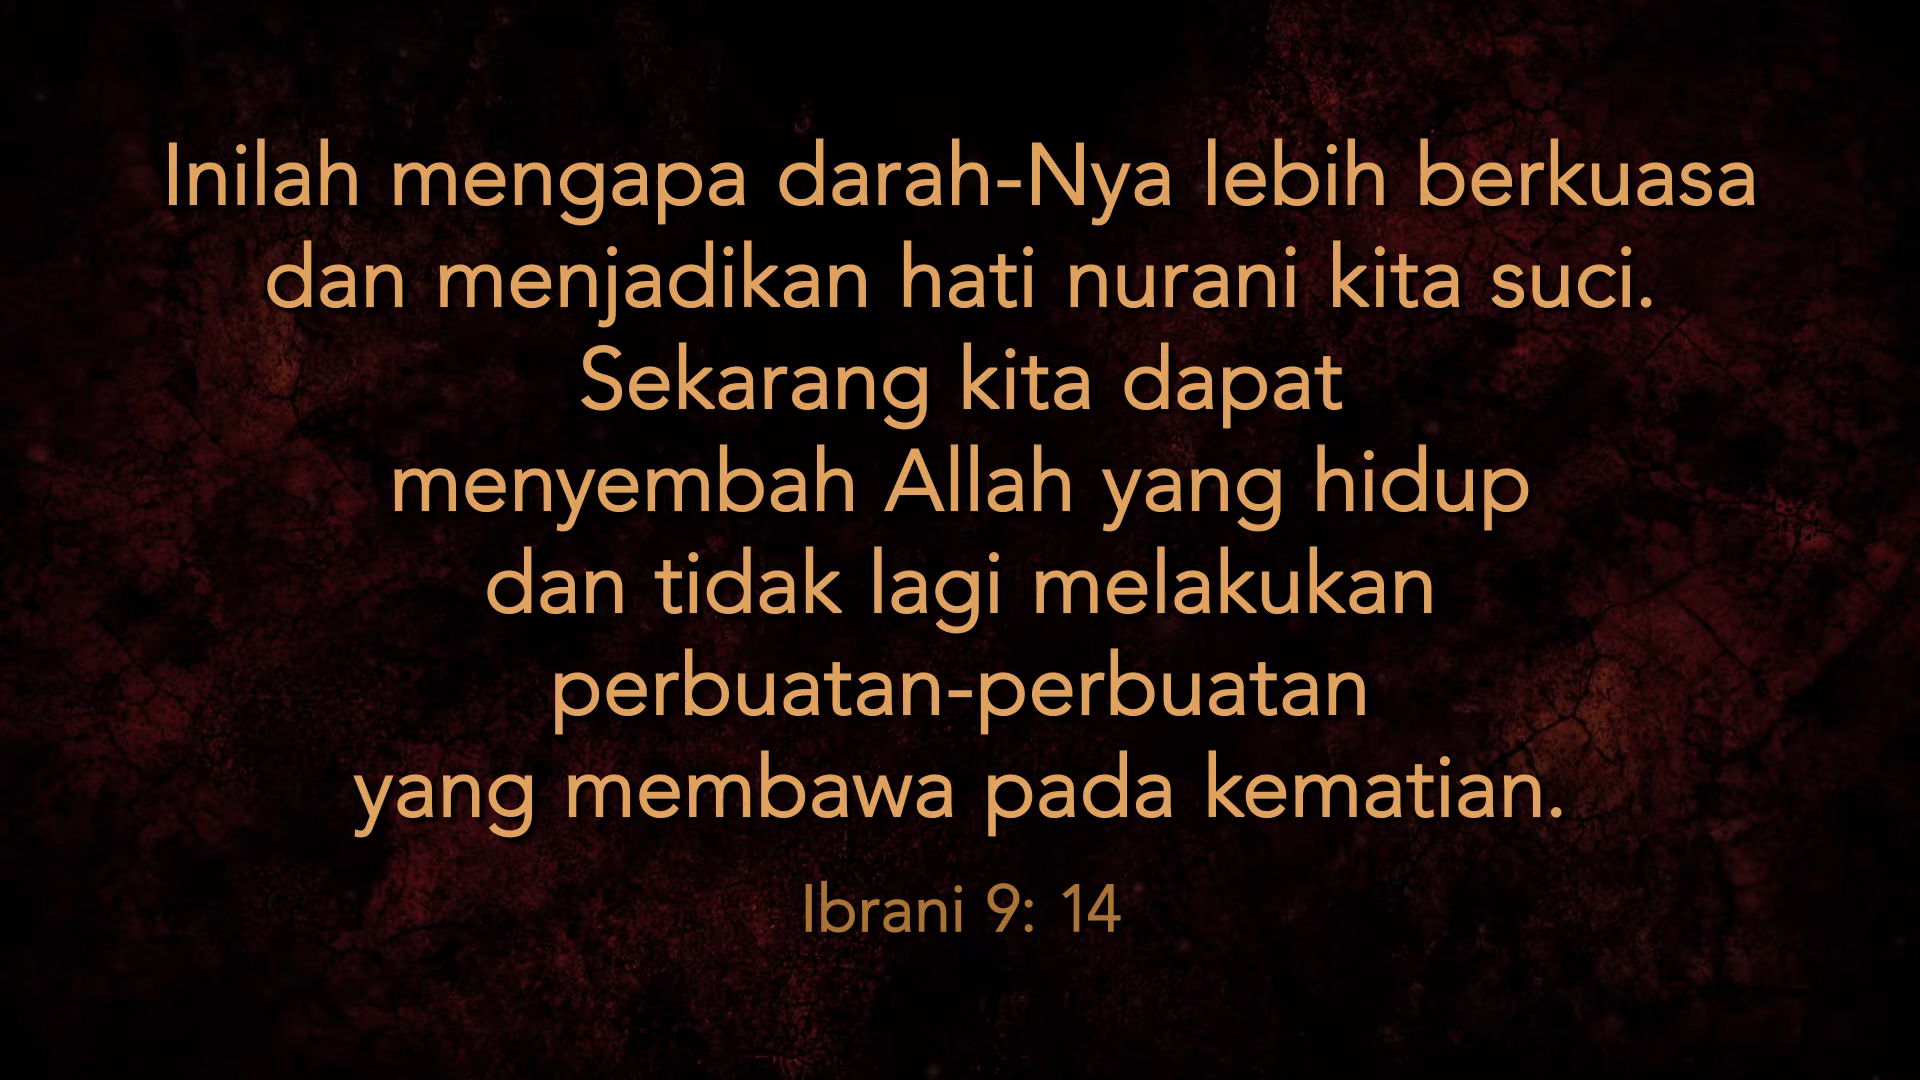 Inilah mengapa darah-Nya lebih berkuasa
dan menjadikan hati nurani kita suci.
Sekarang kita dapat
menyembah Allah yang hidup
dan tidak lagi melakukan
perbuatan-perbuatan
yang membawa pada kematian.
Ibrani 9: 14